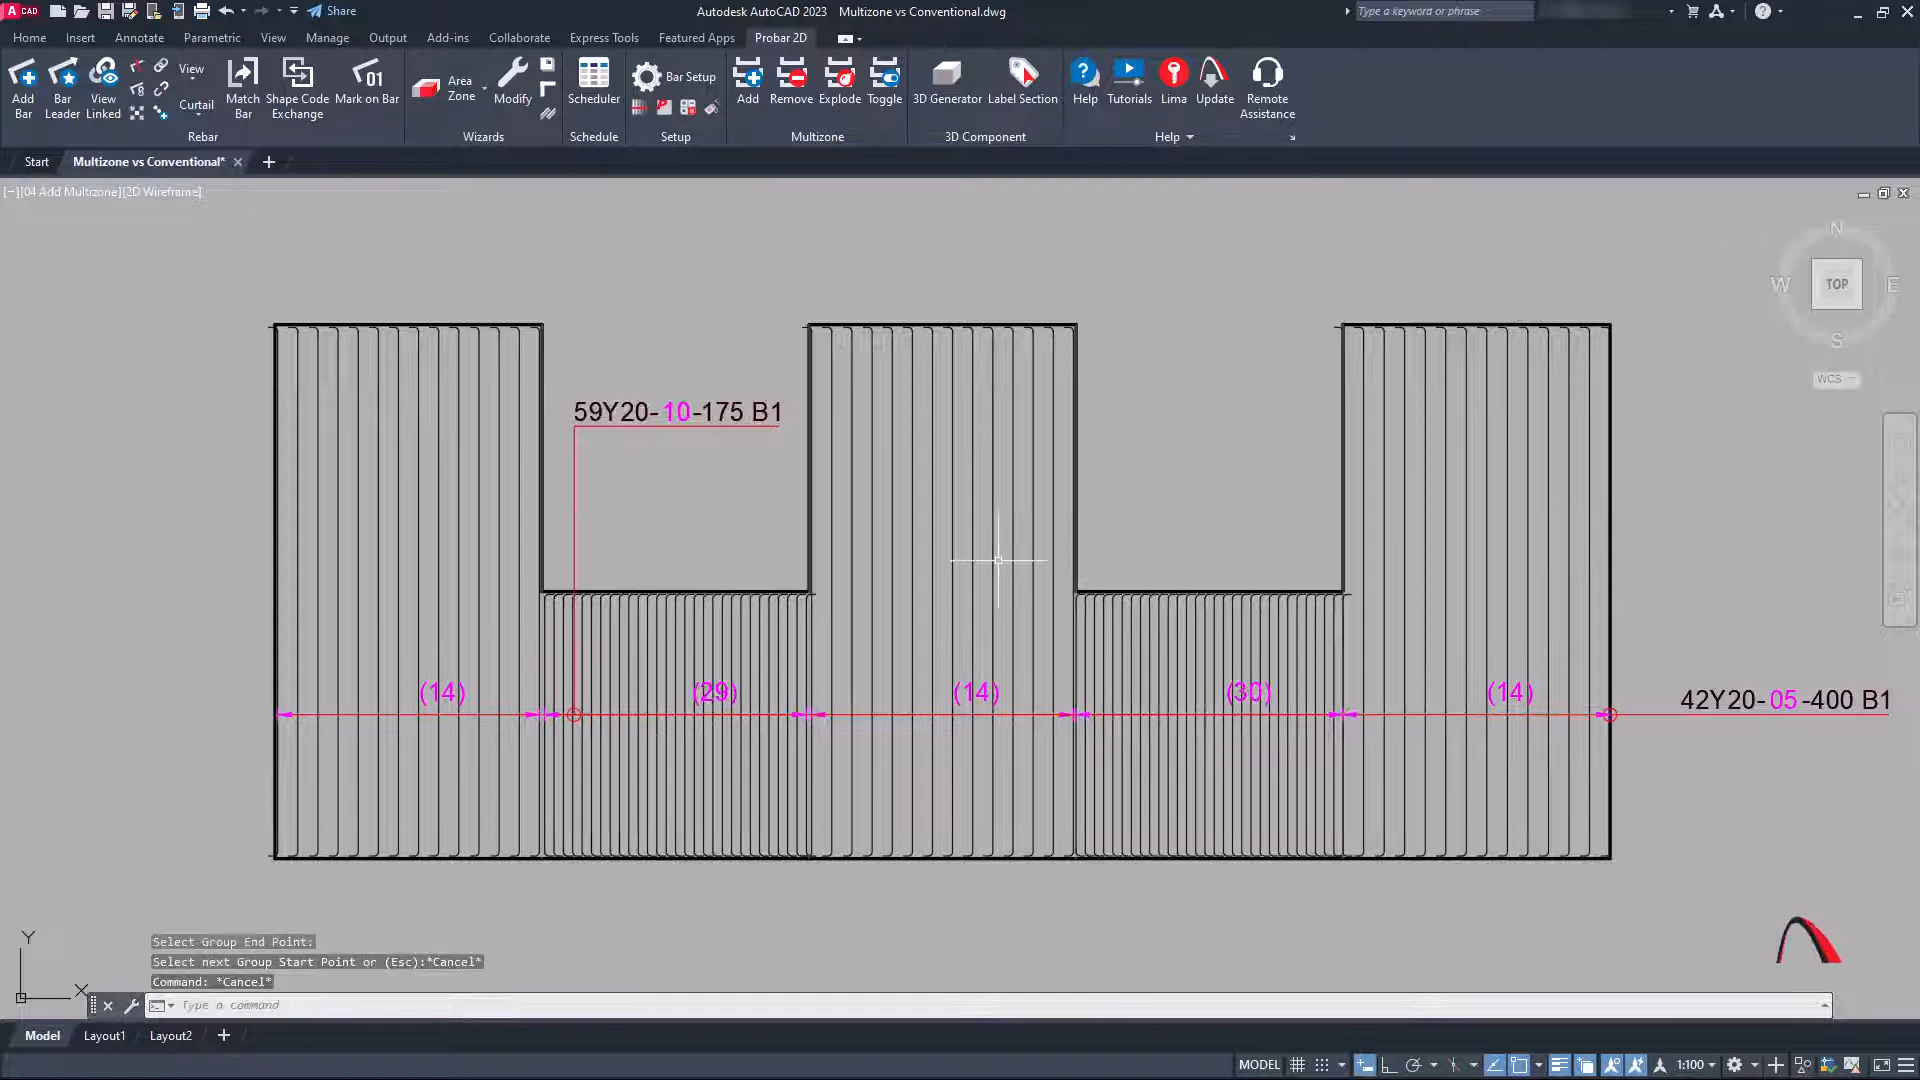 A CAD
Share
Autodesk AutoCAD 2023 Multizone vs Conventional.dwg
Type a keyword or phrase
Home Insert Annotate Parametric View Manage Output Add-ins Collaborate Express Tools Featured Apps Probar 2D
Add Bar
Bar Leader
View Linked
View
Curtail
Match Bar
Shape Code Exchange
01
Mark on Bar
Rebar
Area Zone
Modify
Wizards
Scheduler
Schedule
Bar Setup
Setup
Add
Remove
Explode
Toggle
Multizone
3D Generator
Label Section
3D Component
Help
Tutorials
Lima
Update
Remote Assistance
Help
Start
Multizone vs Conventional*
[−][04 Add Multizone][2D Wireframe]
N
W TOP E
S
WCS
59Y20-10-175 B1
(14) (29) (14) (30) (14)
42Y20-05-400 B1
Y
X
Select Group End Point:
Select next Group Start Point or (Esc):*Cancel*
Command: *Cancel*
Type a command
Model Layout1 Layout2
MODEL
1:100